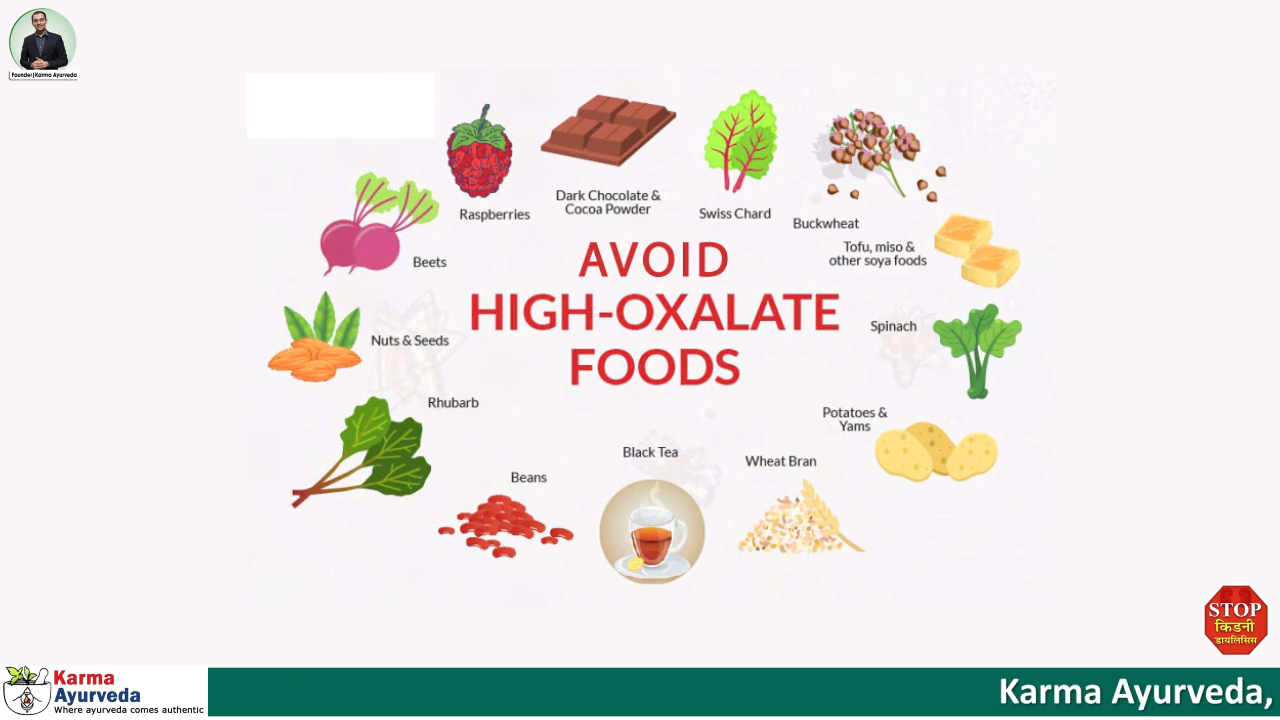 Founder|Karma Ayurveda
Raspberries
Dark Chocolate &
Cocoa Powder
Swiss Chard
Buckwheat
Tofu, miso &
other soya foods
Beets
AVOID
HIGH-OXALATE
FOODS
Nuts & Seeds
Spinach
Rhubarb
Potatoes &
Yams
Black Tea
Wheat Bran
Beans
STOP
किडनी
डायलिसिस
Karma
Ayurveda
Where ayurveda comes authentic
Karma Ayurveda,